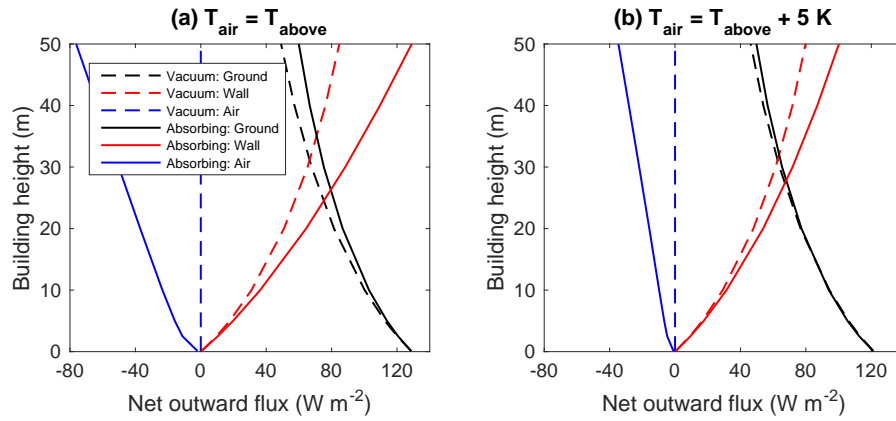 (a) T_air = T_above
50
40
30
20
10
0
Building height (m)
Vacuum: Ground
Vacuum: Wall
Vacuum: Air
Absorbing: Ground
Absorbing: Wall
Absorbing: Air
-80 -40 0 40 80 120
Net outward flux (W m^-2)
(b) T_air = T_above + 5 K
50
40
30
20
10
0
Building height (m)
-80 -40 0 40 80 120
Net outward flux (W m^-2)